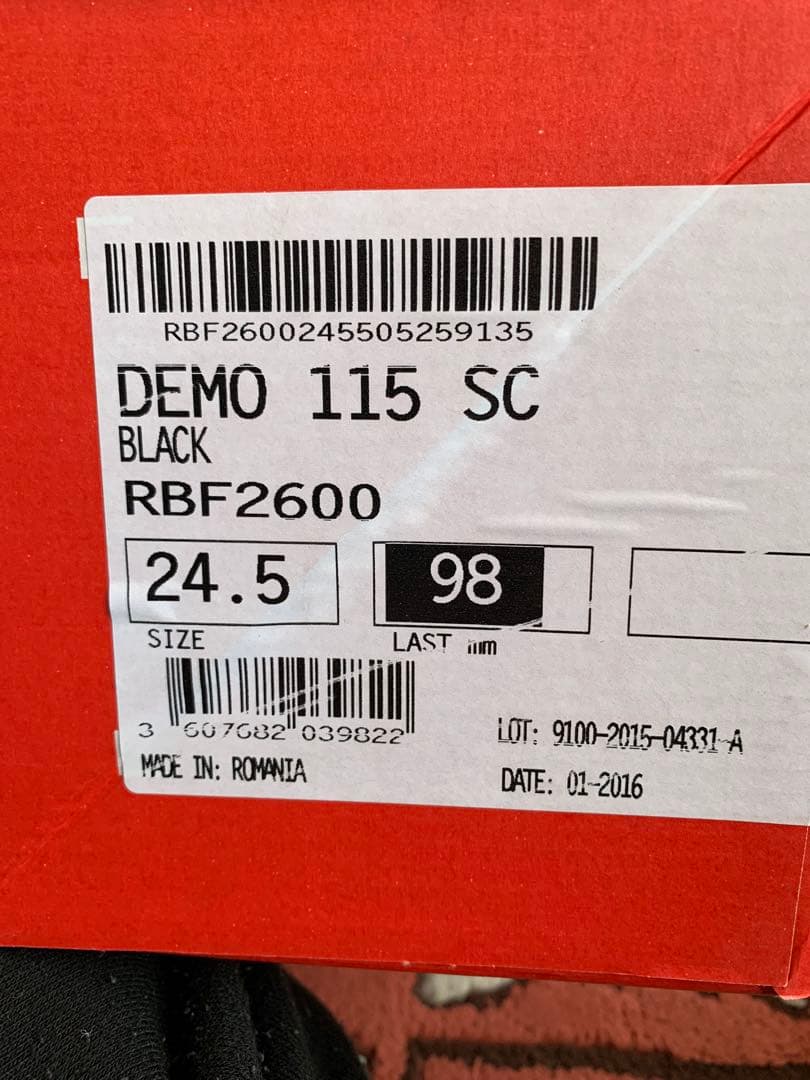 RBF2600245505259135
DEMO 115 SC
BLACK
RBF2600
24.5
98
SIZE
LAST mm
3 607682 039822
MADE IN: ROMANIA
LOT: 9100-2015-04331-A
DATE: 01-2016